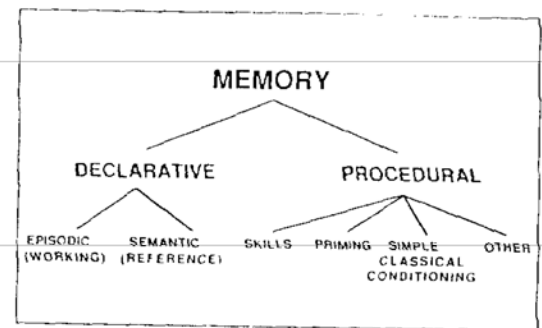 MEMORY
DECLARATIVE PROCEDURAL
EPISODIC SEMANTIC SKILLS PRIMING SIMPLE OTHER
(WORKING) (REFERENCE) CLASSICAL
CONDITIONING